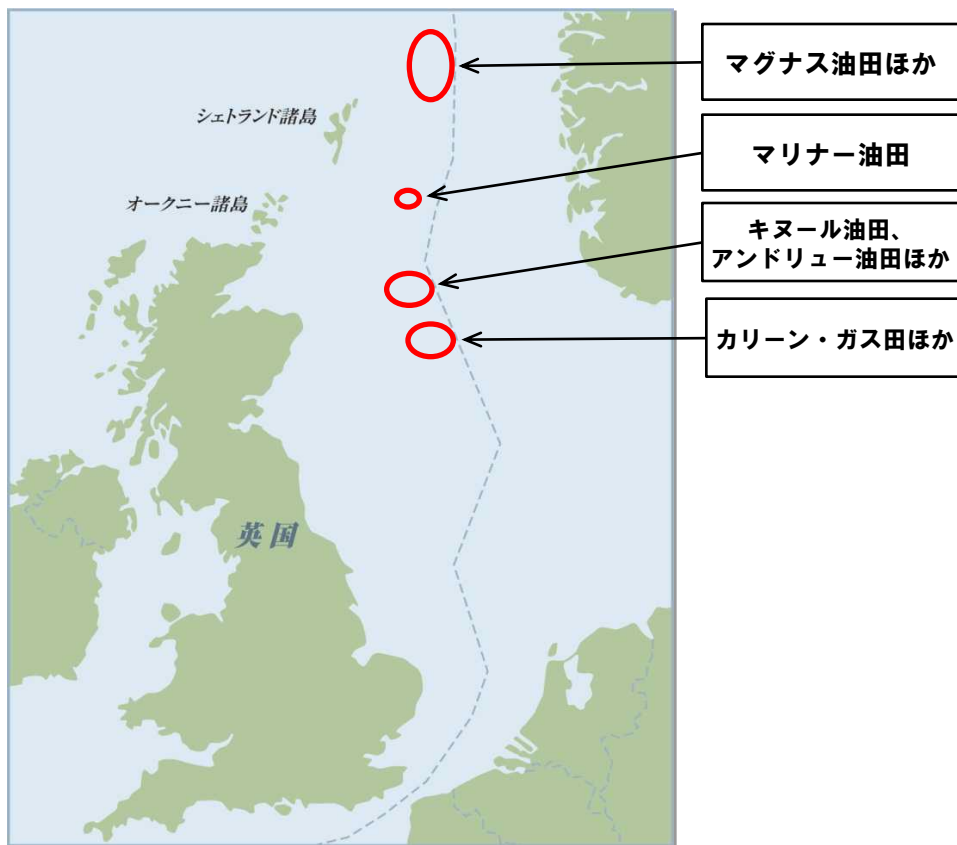 マグナス油田ほか
シェトランド諸島
マリナー油田
オークニー諸島
キヌール油田、
アンドリュー油田ほか
カリーン・ガス田ほか
英国